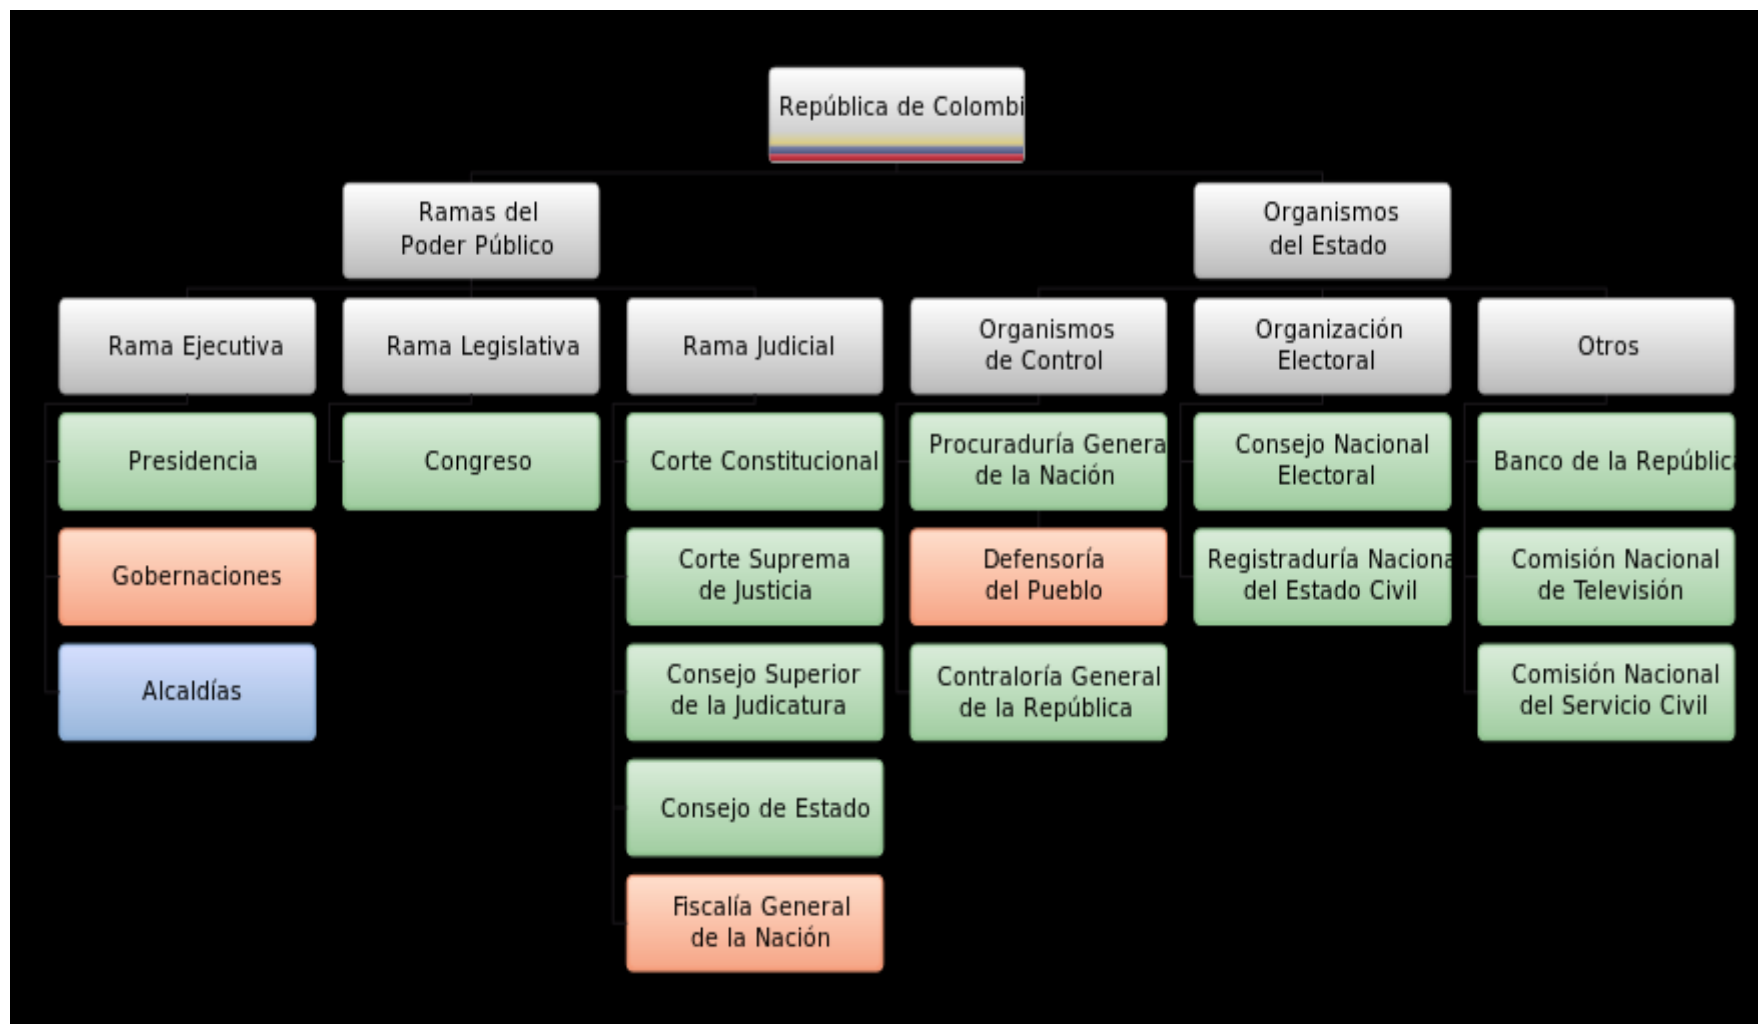 República de Colombi
Ramas del
Poder Público
Organismos
del Estado
Rama Ejecutiva
Rama Legislativa
Rama Judicial
Organismos
de Control
Organización
Electoral
Otros
Presidencia
Congreso
Corte Constitucional
Procuraduría Genera
de la Nación
Consejo Nacional
Electoral
Banco de la República
Gobernaciones
Corte Suprema
de Justicia
Defensoría
del Pueblo
Registraduría Naciona
del Estado Civil
Comisión Nacional
de Televisión
Alcaldías
Consejo Superior
de la Judicatura
Contraloría General
de la República
Comisión Nacional
del Servicio Civil
Consejo de Estado
Fiscalía General
de la Nación